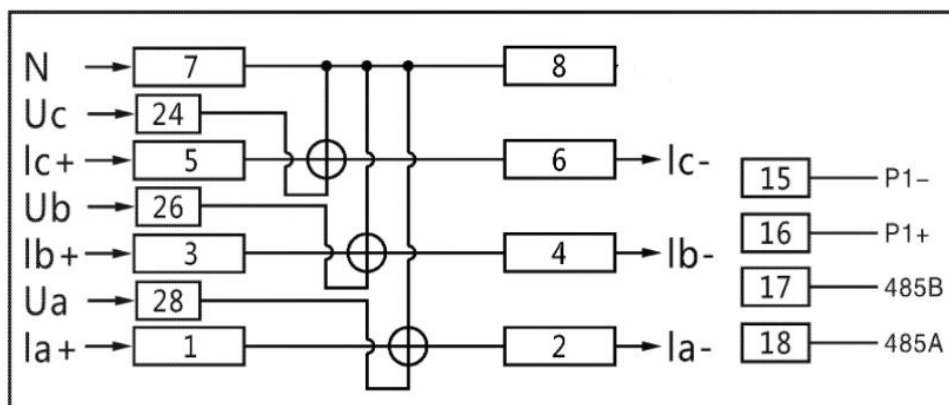 N 7 8
Uc 24
Ic+ 5 6 Ic-
15 P1-
Ub 26
16 P1+
Ib+ 3 4 Ib-
17 485B
Ua 28
Ia+ 1 2 Ia-
18 485A